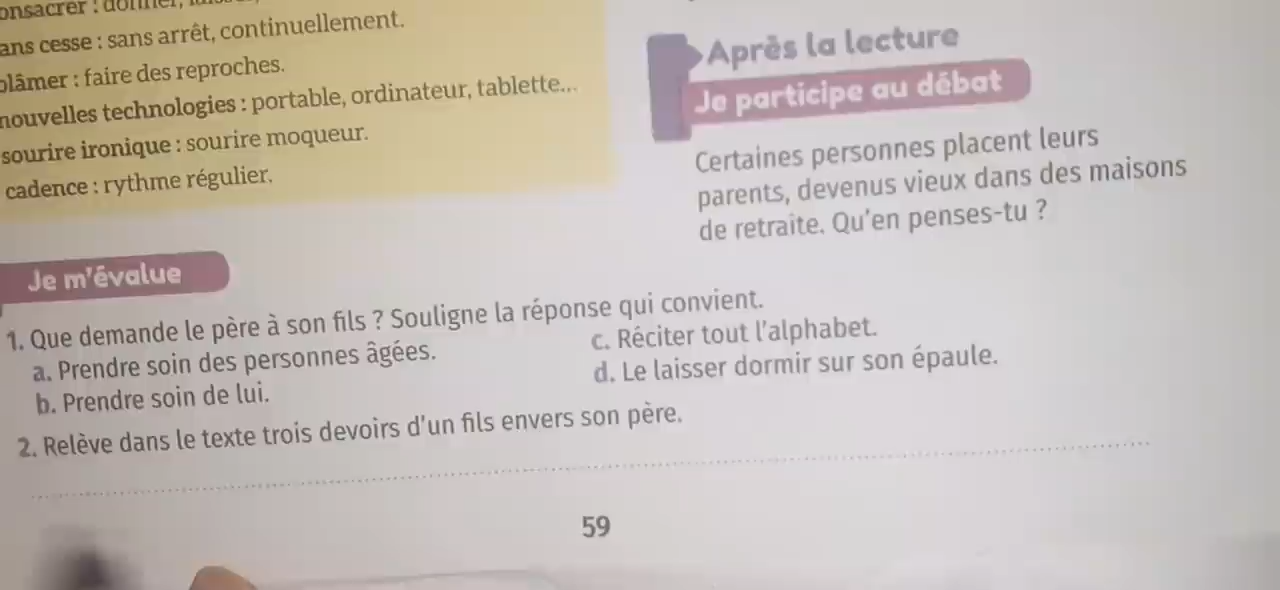 ans cesse : sans arrêt, continuellement.
blâmer : faire des reproches.
nouvelles technologies : portable, ordinateur, tablette...
sourire ironique : sourire moqueur.
cadence : rythme régulier.
Après la lecture
Je participe au débat
Certaines personnes placent leurs
parents, devenus vieux dans des maisons
de retraite. Qu'en penses-tu ?
Je m'évalue
1. Que demande le père à son fils ? Souligne la réponse qui convient.
a. Prendre soin des personnes âgées.
b. Prendre soin de lui.
c. Réciter tout l'alphabet.
d. Le laisser dormir sur son épaule.
2. Relève dans le texte trois devoirs d'un fils envers son père.
59